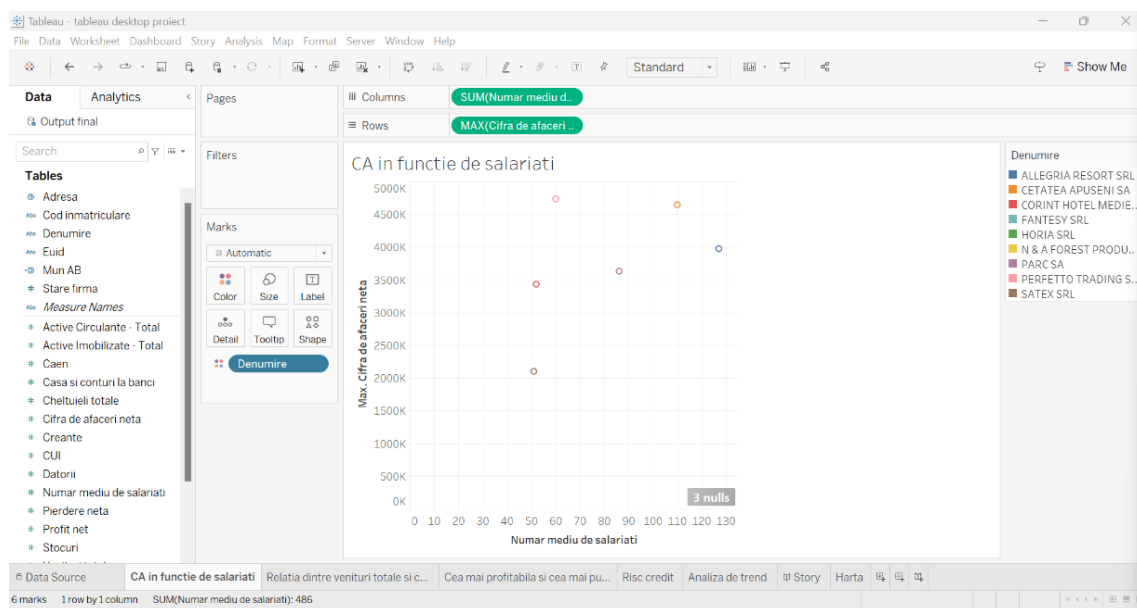 Tableau - tableau desktop proiect
File Data Worksheet Dashboard Story Analysis Map Format Server Window Help
Standard
Show Me
Data Analytics
Output final
Search
Tables
Adresa
Abc Cod inmatriculare
Abc Denumire
Abc Euid
Mun AB
# Stare firma
Abc Measure Names
# Active Circulante - Total
# Active Imobilizate - Total
# Caen
# Casa si conturi la banci
# Cheltuieli totale
# Cifra de afaceri neta
# Creante
# CUI
# Datorii
# Numar mediu de salariati
# Pierdere neta
# Profit net
# Stocuri
Pages
Filters
Marks
Automatic
Color Size Label
Detail Tooltip Shape
Denumire
Columns SUM(Numar mediu d..
Rows MAX(Cifra de afaceri ..
CA in functie de salariati
Max. Cifra de afaceri neta
5000K
4500K
4000K
3500K
3000K
2500K
2000K
1500K
1000K
500K
0K
3 nulls
0 10 20 30 40 50 60 70 80 90 100 110 120 130
Numar mediu de salariati
Denumire
ALLEGRIA RESORT SRL
CETATEA APUSENI SA
CORINT HOTEL MEDIE..
FANTESY SRL
HORIA SRL
N & A FOREST PRODU..
PARC SA
PERFETTO TRADING S..
SATEX SRL
Data Source CA in functie de salariati Relatia dintre venituri totale si c... Cea mai profitabila si cea mai pu... Risc credit Analiza de trend Story Harta
6 marks 1 row by 1 column SUM(Numar mediu de salariati): 486